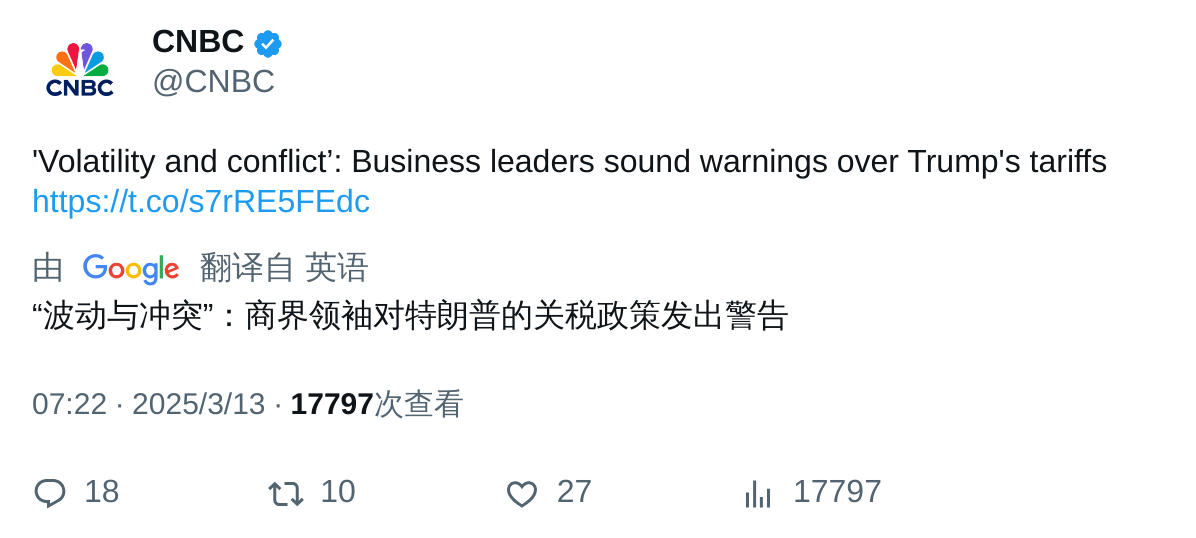 CNBC
CNBC
@CNBC
'Volatility and conflict’: Business leaders sound warnings over Trump's tariffs
https://t.co/s7rRE5FEdc
由 Google 翻译自 英语
“波动与冲突”：商界领袖对特朗普的关税政策发出警告
07:22 · 2025/3/13 · 17797次查看
18 10 27 17797